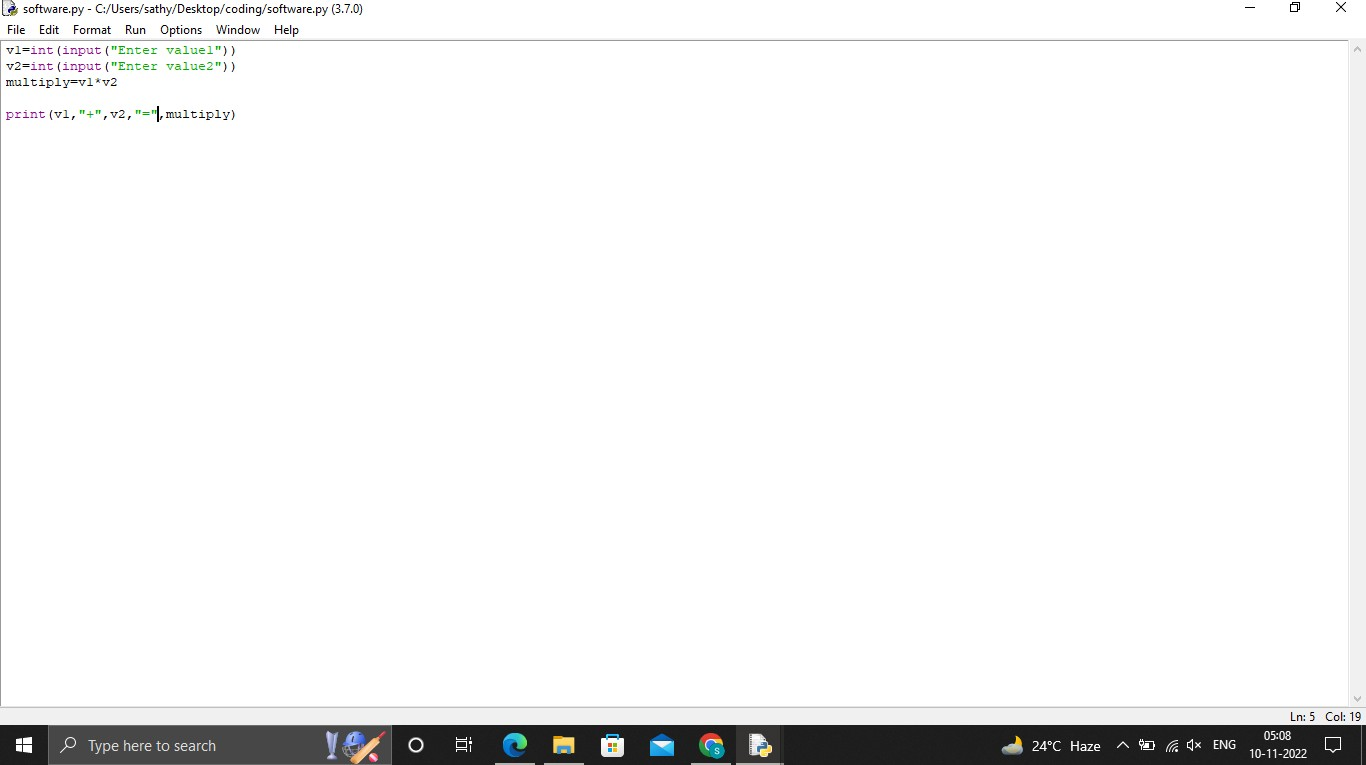 software.py - C:/Users/sathy/Desktop/coding/software.py (3.7.0)
File Edit Format Run Options Window Help
v1=int(input("Enter value1"))
v2=int(input("Enter value2"))
multiply=v1*v2
print(v1,"+",v2,"=",multiply)
Ln: 5 Col: 19
Type here to search
S
24°C Haze
ENG
05:08
10-11-2022